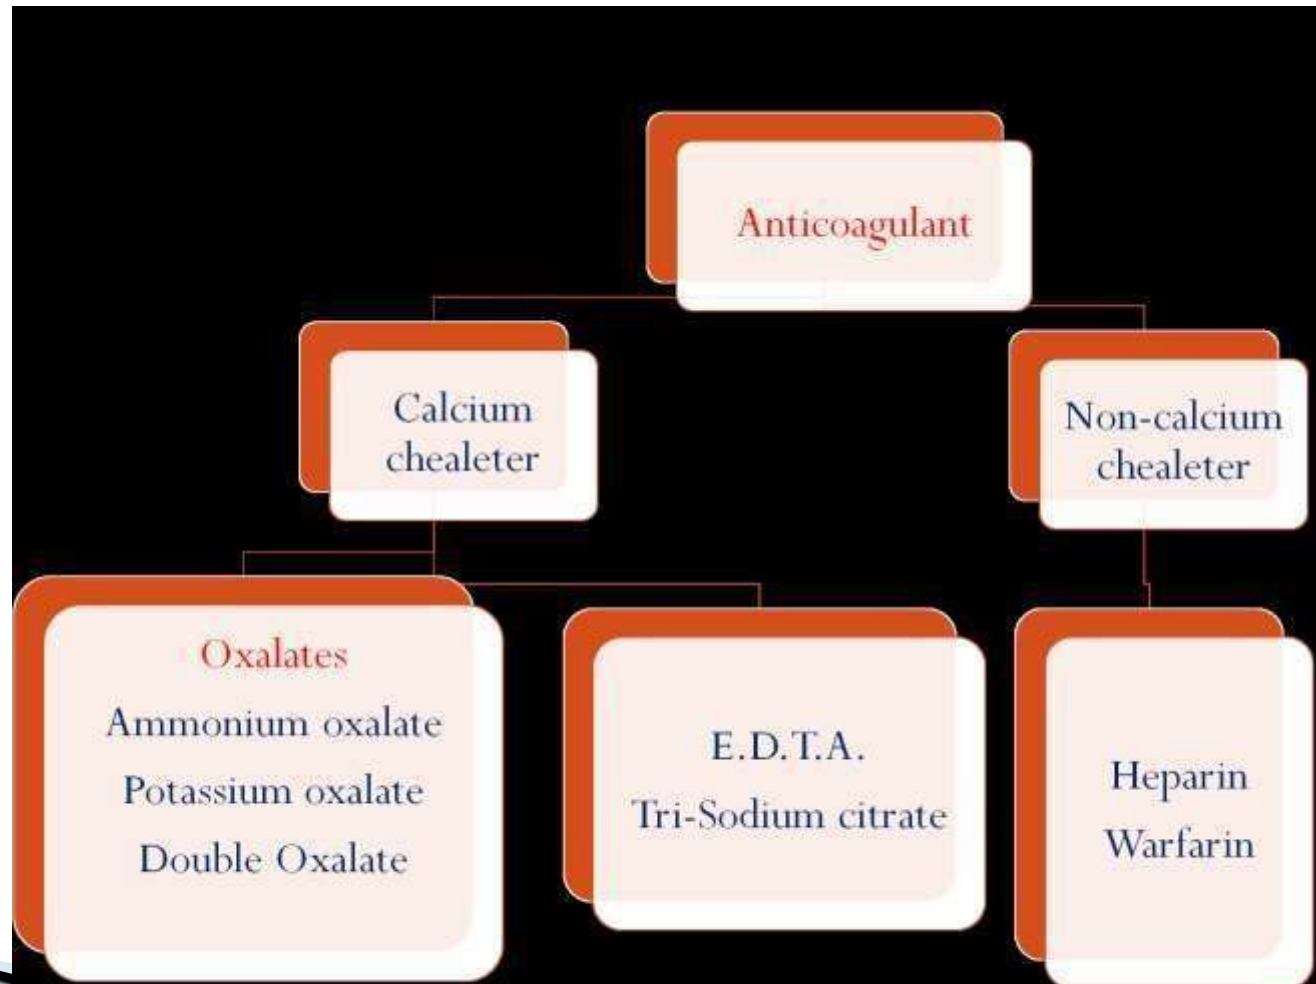 Anticoagulant
Calcium
chealeter
Non-calcium
chealeter
Oxalates
Ammonium oxalate
Potassium oxalate
Double Oxalate
E.D.T.A.
Tri-Sodium citrate
Heparin
Warfarin